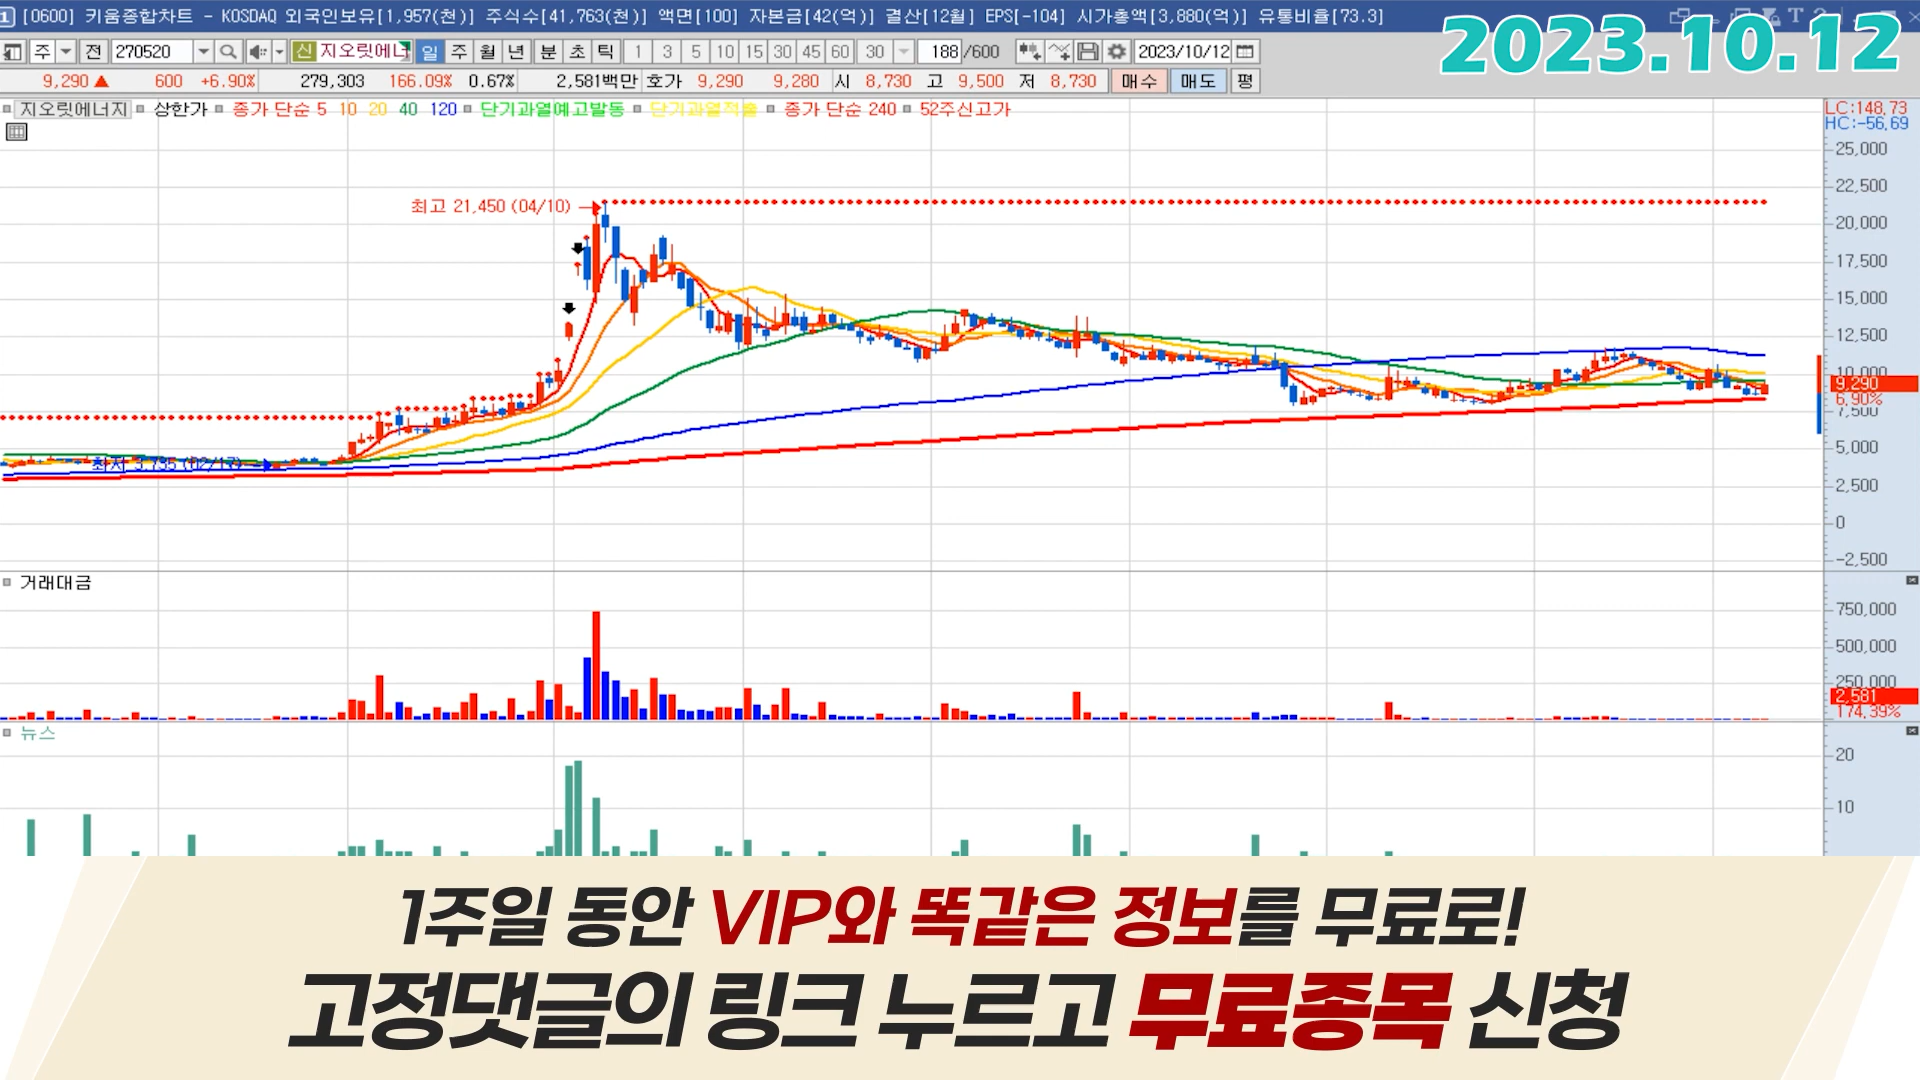 [0600] 키움종합차트 - KOSDAQ 외국인보유[1,957(천)] 주식수[41,763(천)] 액면[100] 자본금[42(억)] 결산[12월] EPS[-104] 시가총액[3,880(억)] 유통비율[73.3]
2023.10.12
주 전 270520 신 지오릿에너 일 주 월 년 분 초 틱 1 3 5 10 15 30 45 60 30 188 /600 2023/10/12
9,290 ▲ 600 +6.90% 279,303 166.09% 0.67% 2,581백만 호가 9,290 9,280 시 8,730 고 9,500 저 8,730 매수 매도 평
지오릿에너지 상한가 종가 단순 5 10 20 40 120 단기과열예고발동 단기과열적출 종가 단순 240 52주신고가
LC:148.73
HC:-56.69
25,000
22,500
최고 21,450 (04/10)
20,000
17,500
15,000
12,500
10,000
9,290
6.90%
7,500
5,000
2,500
0
-2,500
거래대금
750,000
500,000
250,000
2,581
174.39%
뉴스
20
10
1주일 동안 VIP와 똑같은 정보를 무료로!
고정댓글의 링크 누르고 무료종목 신청